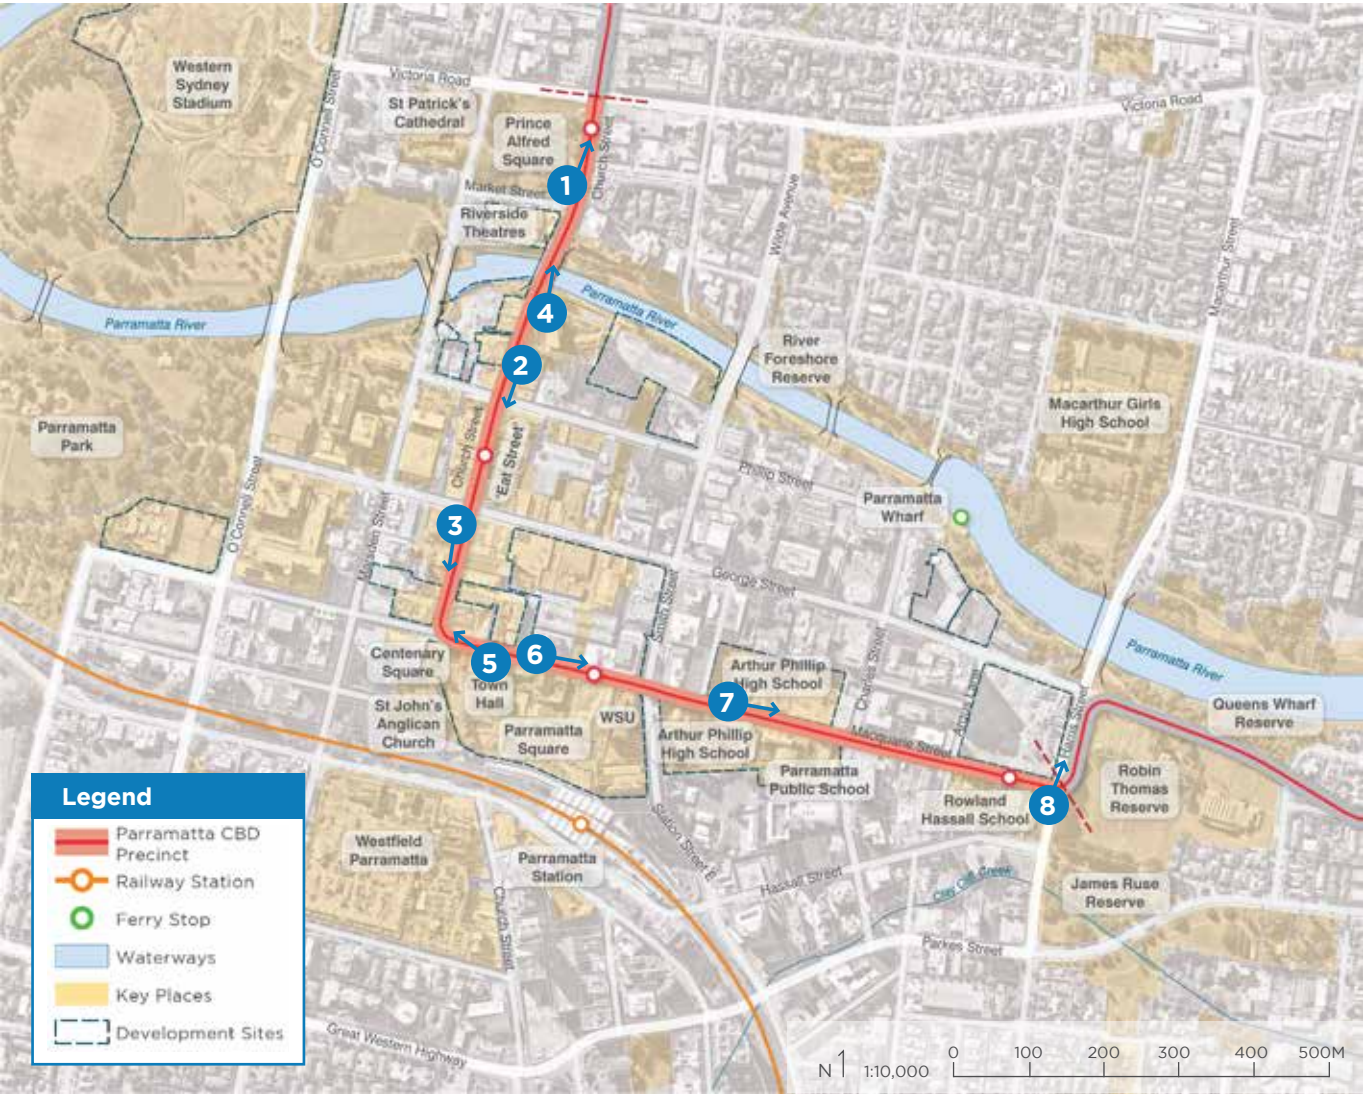 Western
Sydney
Stadium
O'Connell Street
Victoria Road
St Patrick's
Cathedral
Prince
Alfred
Square
Church Street
Victoria Road
1
Market Street
Riverside
Theatres
Wilde Avenue
Macarthur Street
Parramatta River
Parramatta River
4
2
River
Foreshore
Reserve
Macarthur Girls
High School
Parramatta
Park
Church Street
'Eat Street'
Phillip Street
Parramatta
Wharf
O'Connell Street
Marsden Street
3
George Street
Smith Street
Centenary
Square
5
6
Town
Hall
Arthur Phillip
High School
Charles Street
Argus Lane
Parramatta River
7
St John's
Anglican
Church
Parramatta
Square
WSU
Arthur Phillip
High School
Macquarie Street
Harris Street
Queens Wharf
Reserve
Parramatta
Public School
Rowland
Hassall School
8
Robin
Thomas
Reserve
Westfield
Parramatta
Parramatta
Station
Station Street E
Hassall Street
Clay Cliff Creek
James Ruse
Reserve
Church Street
Parkes Street
Great Western Highway
Legend
Parramatta CBD
Precinct
Railway Station
Ferry Stop
Waterways
Key Places
Development Sites
N
1:10,000
0 100 200 300 400 500M